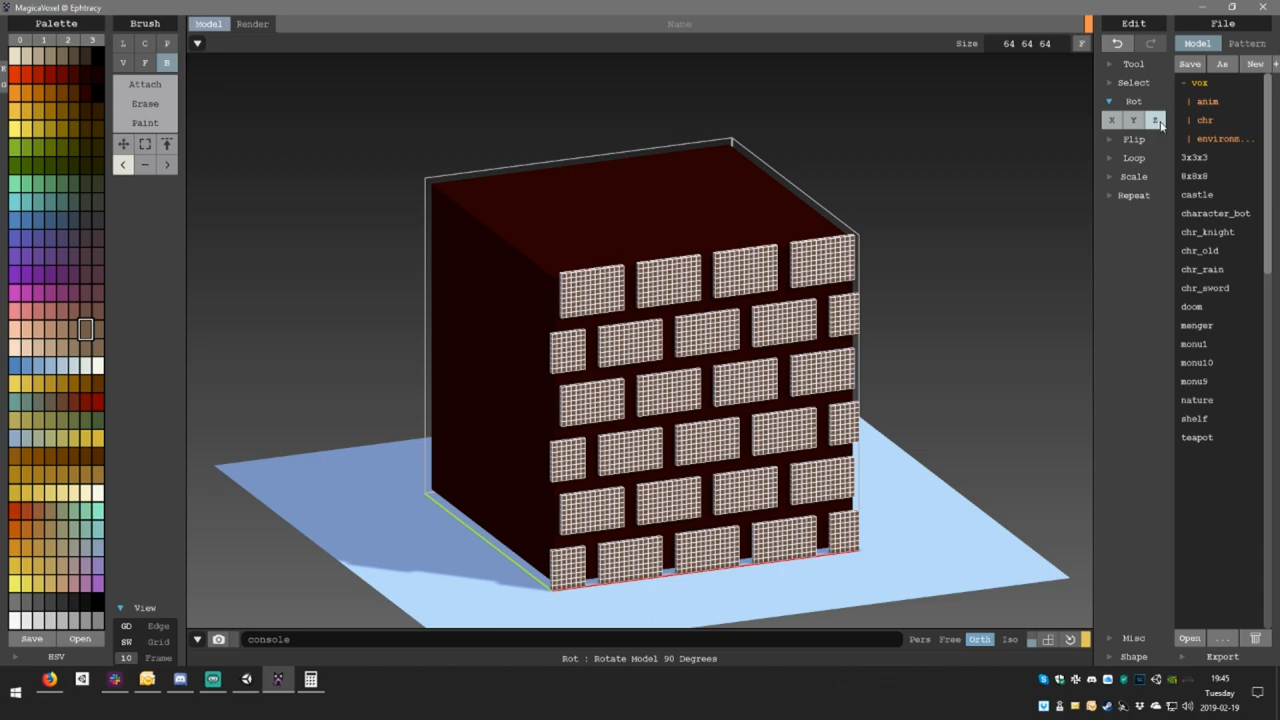 MagicaVoxel @ Ephtracy
Palette
0 1 2 3
Save Open
HSV
Brush
L C P
V F B
Attach
Erase
Paint
< – >
View
GD Edge
SW Grid
10 Frame
Model Render
Name
Size 64 64 64 F
console
Pers Free Orth Iso
Rot : Rotate Model 90 Degrees
Edit
Tool
Select
Rot
X Y Z
Flip
Loop
Scale
Repeat
Misc
Shape
File
Model Pattern
Save As New +
- vox
| anim
| chr
| environm...
3x3x3
8x8x8
castle
character_bot
chr_knight
chr_old
chr_rain
chr_sword
doom
menger
monu1
monu10
monu9
nature
shelf
teapot
Open ...
Export
19:45
Tuesday
2019-02-19